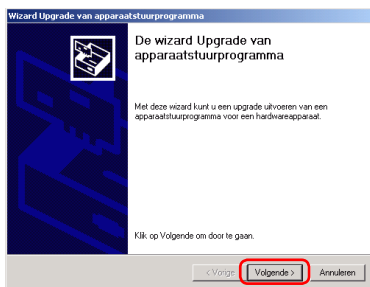 Wizard Upgrade van apparaatstuurprogramma
De wizard Upgrade van
apparaatstuurprogramma
Met deze wizard kunt u een upgrade uitvoeren van een
apparaatstuurprogramma voor een hardwareapparaat.
Klik op Volgende om door te gaan.
< Vorige
Volgende >
Annuleren